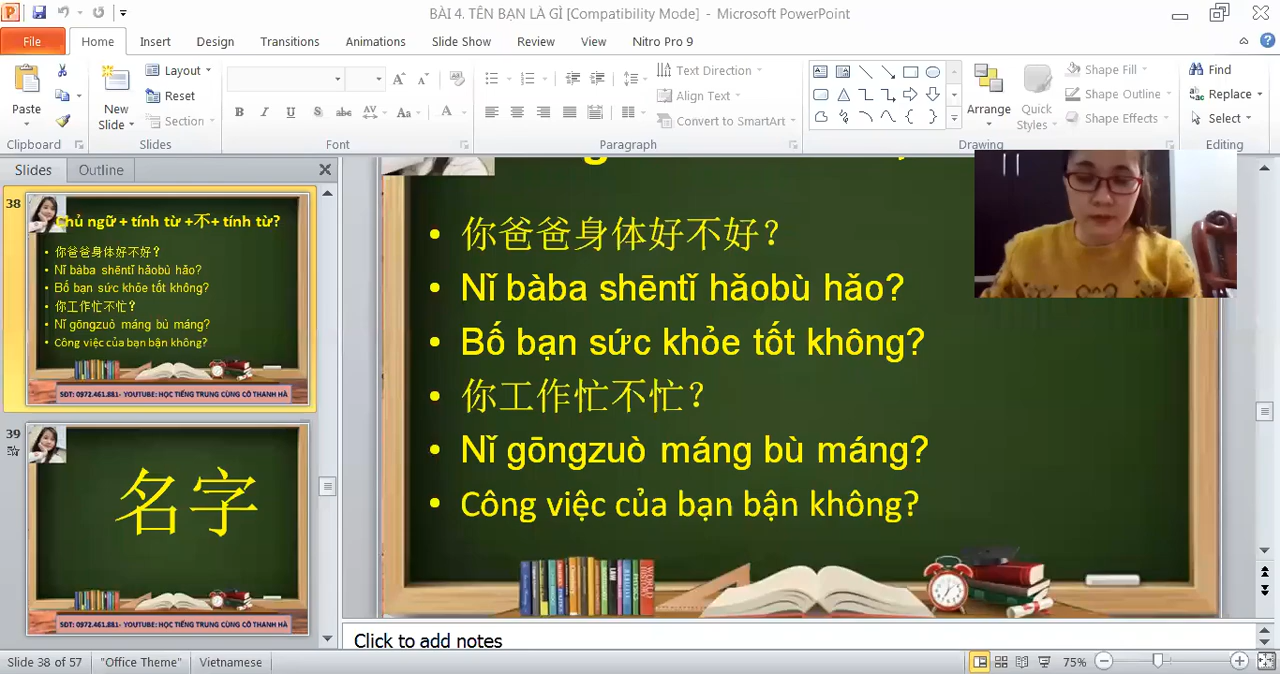 BÀI 4. TÊN BẠN LÀ GÌ [Compatibility Mode] - Microsoft PowerPoint
File Home Insert Design Transitions Animations Slide Show Review View Nitro Pro 9
Paste
New Slide
Layout
Reset
Section
Text Direction
Align Text
Convert to SmartArt
Arrange
Quick Styles
Shape Fill
Shape Outline
Shape Effects
Find
Replace
Select
Clipboard Slides Font Paragraph Drawing Editing
Slides Outline
38
Chủ ngữ + tính từ +不+ tính từ?
• 你爸爸身体好不好?
• Nǐ bàba shēntǐ hǎobù hǎo?
• Bố bạn sức khỏe tốt không?
• 你工作忙不忙?
• Nǐ gōngzuò máng bù máng?
• Công việc của bạn bận không?
SĐT: 0972.461.881- YOUTUBE: HỌC TIẾNG TRUNG CÙNG CÔ THANH HÀ
39
名字
SĐT: 0972.461.881- YOUTUBE: HỌC TIẾNG TRUNG CÙNG CÔ THANH HÀ
• 你爸爸身体好不好?
• Nǐ bàba shēntǐ hǎobù hǎo?
• Bố bạn sức khỏe tốt không?
• 你工作忙不忙?
• Nǐ gōngzuò máng bù máng?
• Công việc của bạn bận không?
Click to add notes
Slide 38 of 57 "Office Theme" Vietnamese 75%